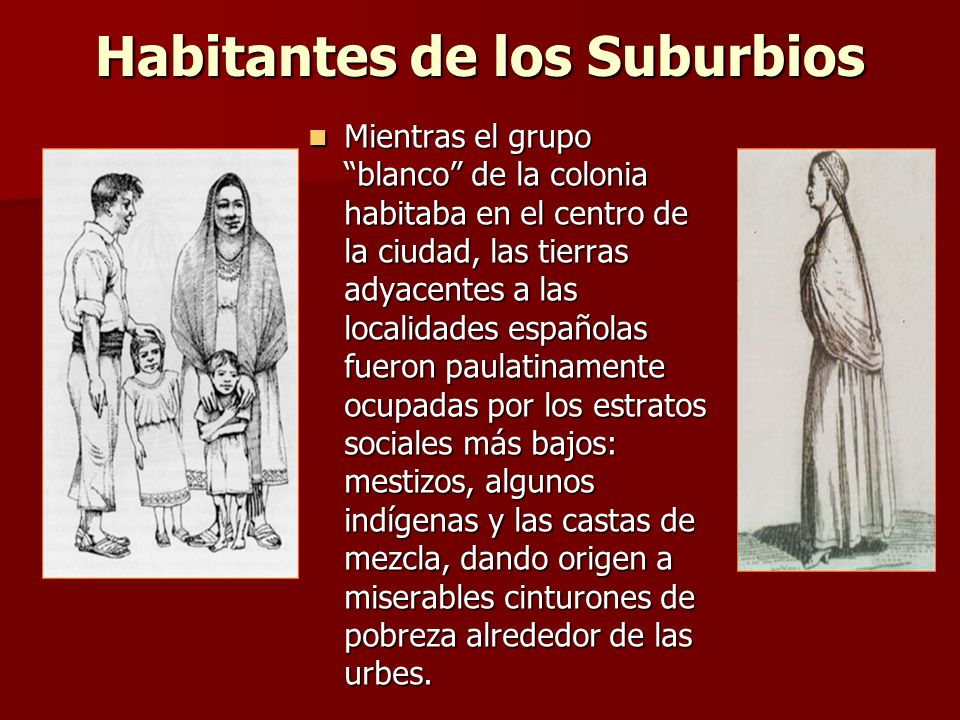 Habitantes de los Suburbios
Mientras el grupo
“blanco” de la colonia
habitaba en el centro de
la ciudad, las tierras
adyacentes a las
localidades españolas
fueron paulatinamente
ocupadas por los estratos
sociales más bajos:
mestizos, algunos
indígenas y las castas de
mezcla, dando origen a
miserables cinturones de
pobreza alrededor de las
urbes.